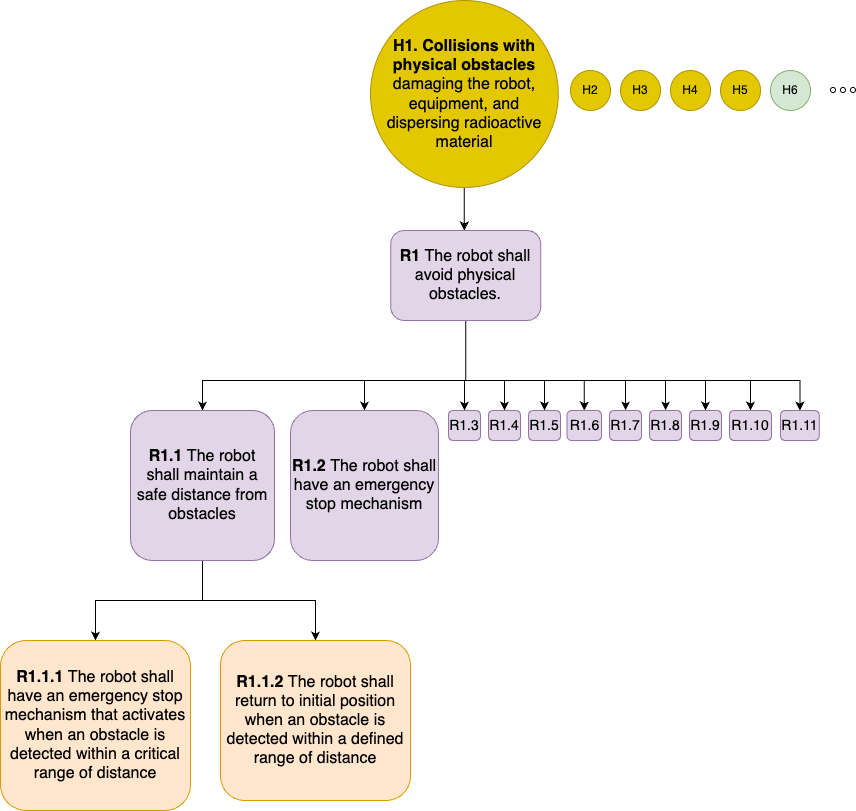 H1. Collisions with
physical obstacles
damaging the robot,
equipment, and
dispersing radioactive
material
H2
H3
H4
H5
H6
R1 The robot shall
avoid physical
obstacles.
R1.1 The robot
shall maintain a
safe distance from
obstacles
R1.2 The robot shall
have an emergency
stop mechanism
R1.3
R1.4
R1.5
R1.6
R1.7
R1.8
R1.9
R1.10
R1.11
R1.1.1 The robot shall
have an emergency stop
mechanism that activates
when an obstacle is
detected within a critical
range of distance
R1.1.2 The robot shall
return to initial position
when an obstacle is
detected within a defined
range of distance